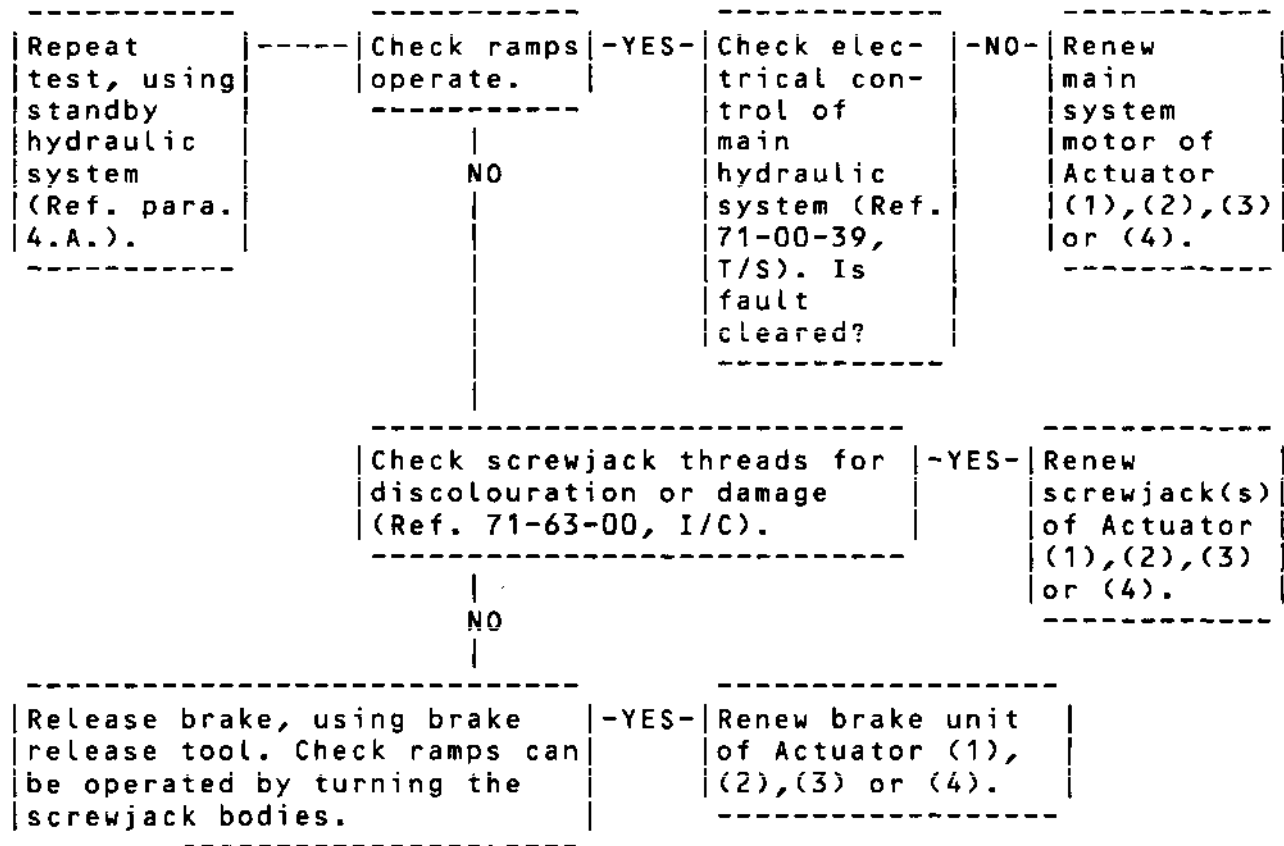 Repeat
test, using
standby
hydraulic
system
(Ref. para.
4.A.).
Check ramps
operate.
-YES-
Check elec-
trical con-
trol of
main
hydraulic
system (Ref.
71-00-39,
T/S). Is
fault
cleared?
-NO-
Renew
main
system
motor of
Actuator
(1),(2),(3)
or (4).
NO
Check screwjack threads for
discolouration or damage
(Ref. 71-63-00, I/C).
-YES-
Renew
screwjack(s)
of Actuator
(1),(2),(3)
or (4).
NO
Release brake, using brake
release tool. Check ramps can
be operated by turning the
screwjack bodies.
-YES-
Renew brake unit
of Actuator (1),
(2),(3) or (4).